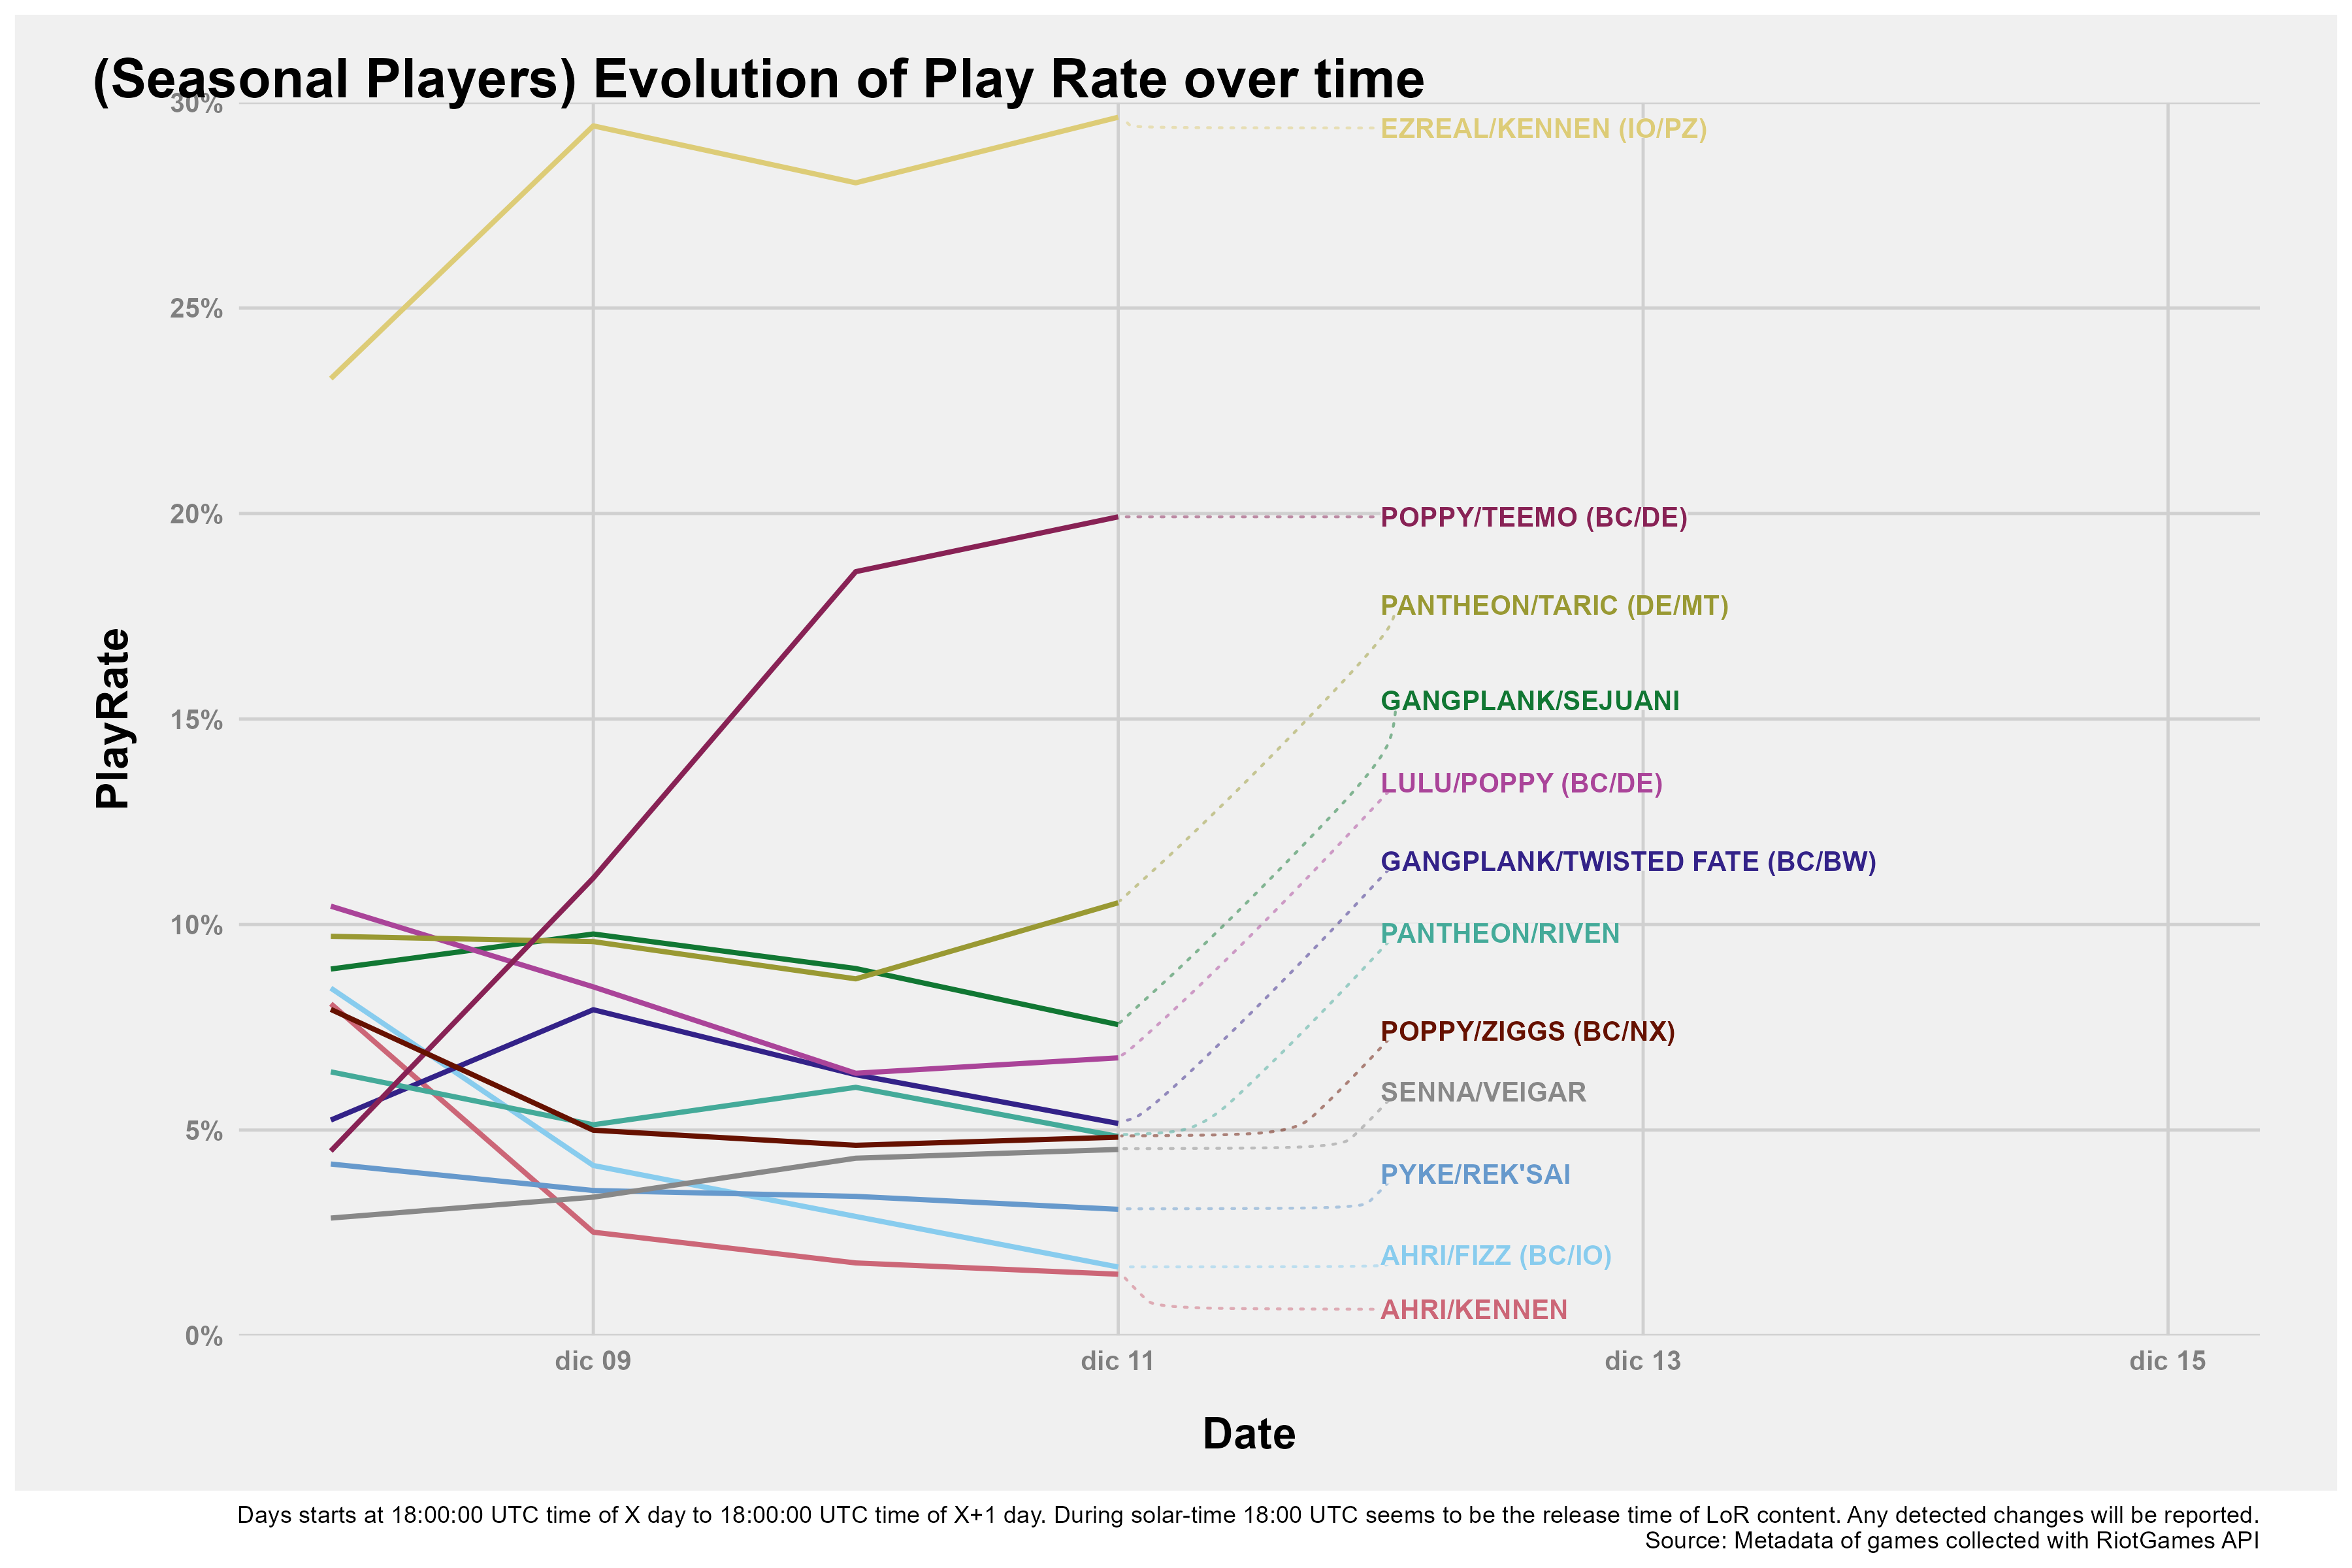 (Seasonal Players) Evolution of Play Rate over time
30%
EZREAL/KENNEN (IO/PZ)
25%
20%
POPPY/TEEMO (BC/DE)
PANTHEON/TARIC (DE/MT)
GANGPLANK/SEJUANI
15%
PlayRate
LULU/POPPY (BC/DE)
GANGPLANK/TWISTED FATE (BC/BW)
10%
PANTHEON/RIVEN
POPPY/ZIGGS (BC/NX)
5%
SENNA/VEIGAR
PYKE/REK'SAI
AHRI/FIZZ (BC/IO)
AHRI/KENNEN
0%
dic 09 dic 11 dic 13 dic 15
Date
Days starts at 18:00:00 UTC time of X day to 18:00:00 UTC time of X+1 day. During solar-time 18:00 UTC seems to be the release time of LoR content. Any detected changes will be reported.
Source: Metadata of games collected with RiotGames API